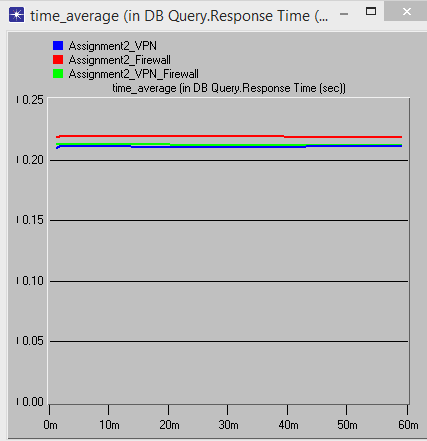 time_average (in DB Query.Response Time (...
Assignment2_VPN
Assignment2_Firewall
Assignment2_VPN_Firewall
time_average (in DB Query.Response Time (sec))
0.25
0.20
0.15
0.10
0.05
0.00
0m 10m 20m 30m 40m 50m 60m